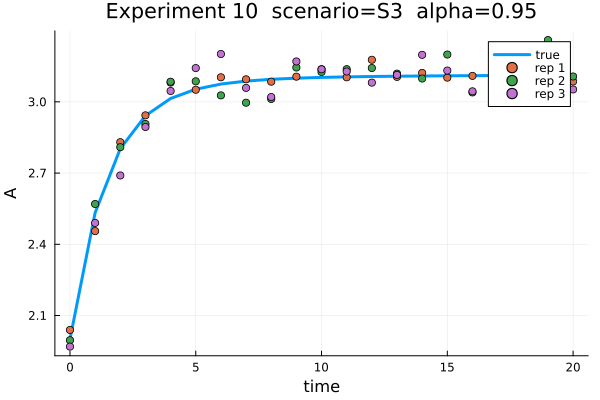 Experiment 10  scenario=S3  alpha=0.95
A
3.0
2.7
2.4
2.1
true
rep 1
rep 2
rep 3
0
5
10
15
20
time